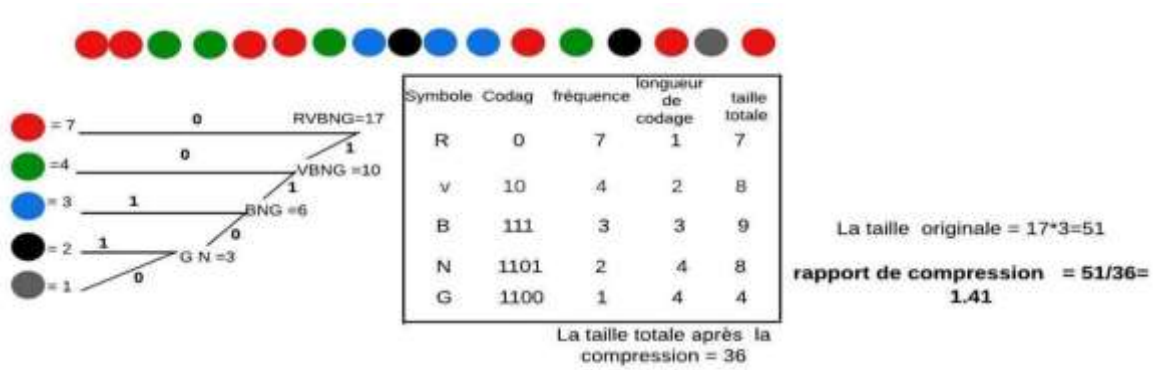 = 7
0
RVBNG=17
1
=4
0
VBNG =10
1
= 3
1
BNG =6
0
= 2
1
G N =3
= 1
0
Symbole Codag fréquence longueur de codage taille totale
R 0 7 1 7
v 10 4 2 8
B 111 3 3 9
N 1101 2 4 8
G 1100 1 4 4
La taille totale après la
compression = 36
La taille originale = 17*3=51
rapport de compression = 51/36=
1.41